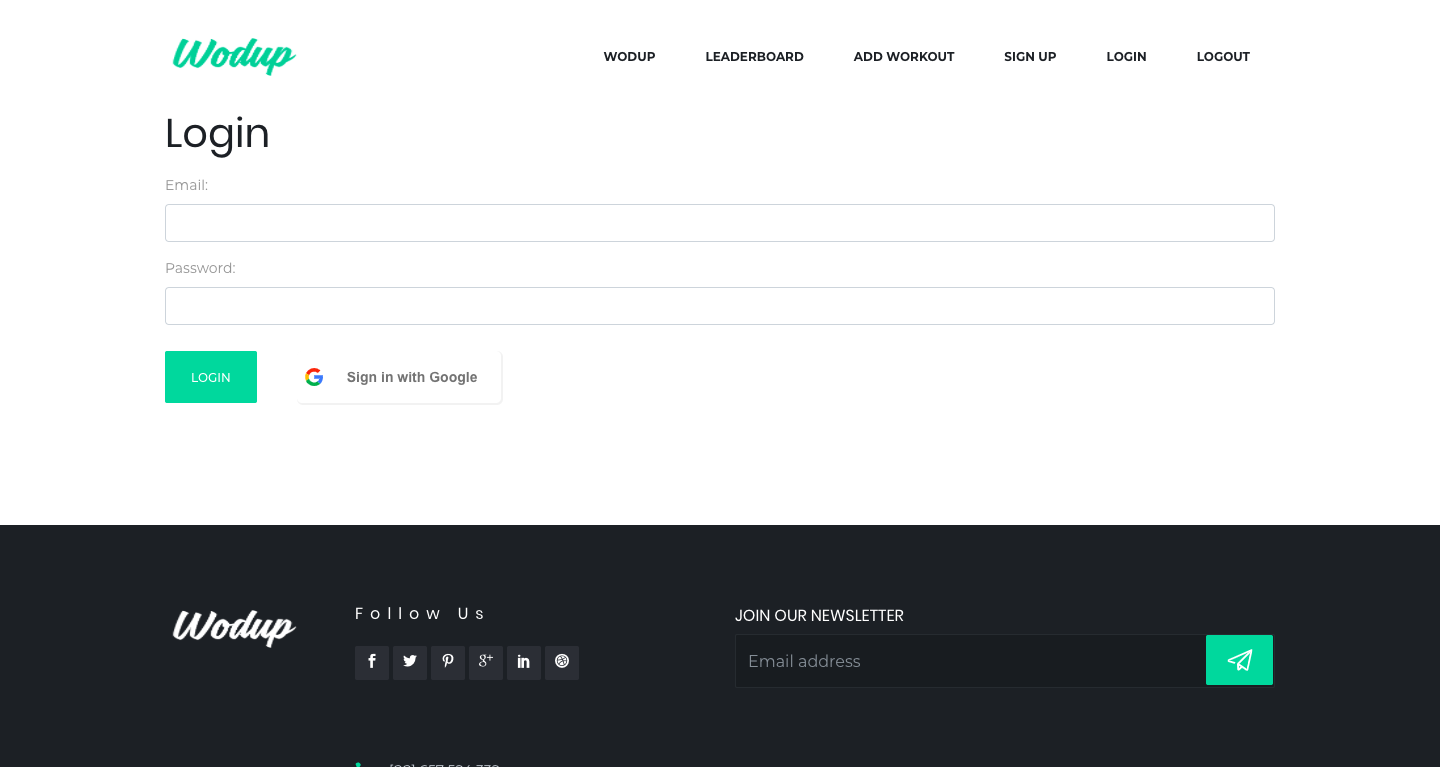 Wodup
WODUP LEADERBOARD ADD WORKOUT SIGN UP LOGIN LOGOUT
Login
Email:
Password:
LOGIN Sign in with Google
Wodup
Follow Us
JOIN OUR NEWSLETTER
Email address